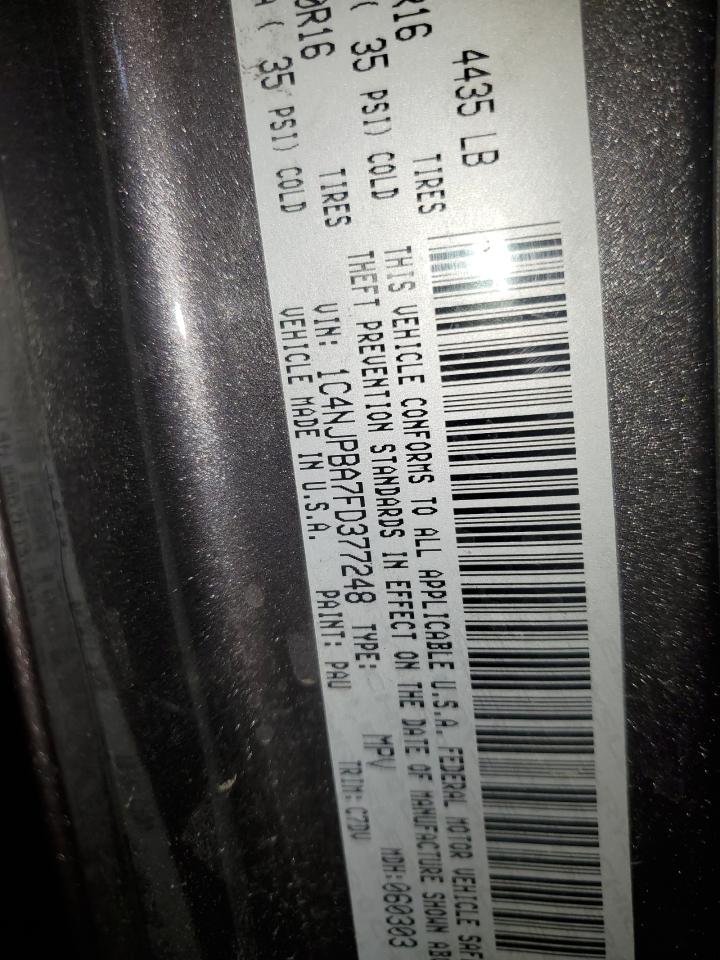 4435 LB
0R16 TIRES
( 35 PSI) COLD
0R16 TIRES
( 35 PSI) COLD
THIS VEHICLE CONFORMS TO ALL APPLICABLE U.S.A. FEDERAL MOTOR VEHICLE SAF
THEFT PREVENTION STANDARDS IN EFFECT ON THE DATE OF MANUFACTURE SHOWN AB
VIN: 1C4NJPBA7FD377248 TYPE: MPV MDH:060303
VEHICLE MADE IN U.S.A. PAINT: PAU TRIM: C7DV